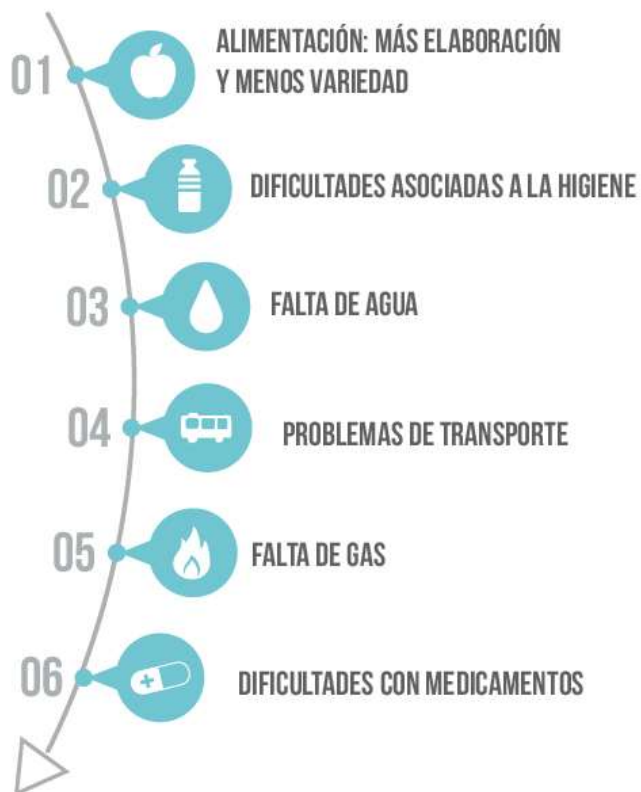 01
ALIMENTACIÓN: MÁS ELABORACIÓN
Y MENOS VARIEDAD
02
DIFICULTADES ASOCIADAS A LA HIGIENE
03
FALTA DE AGUA
04
PROBLEMAS DE TRANSPORTE
05
FALTA DE GAS
06
DIFICULTADES CON MEDICAMENTOS